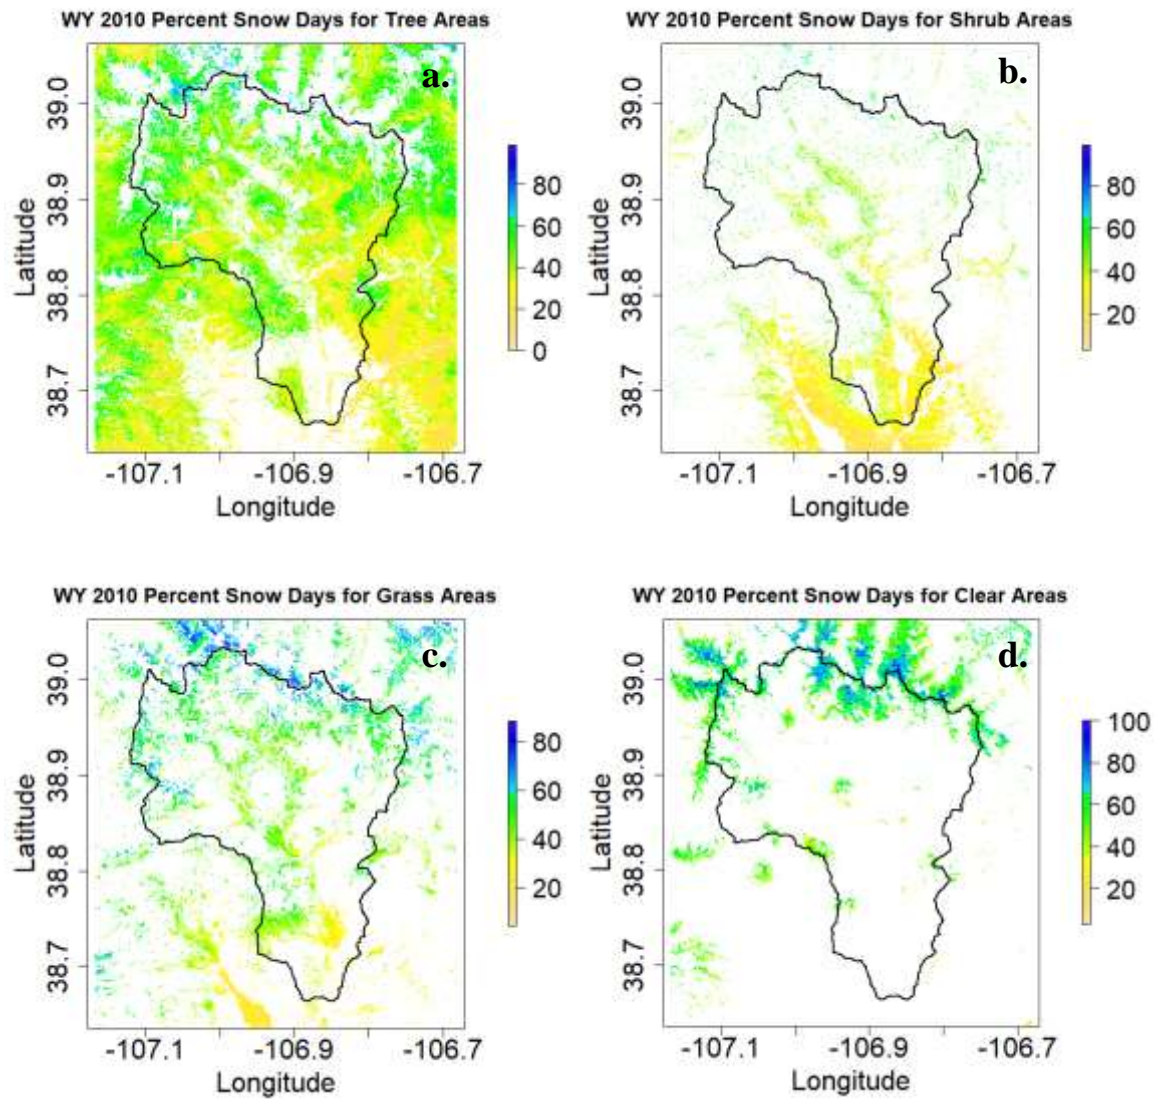 WY 2010 Percent Snow Days for Tree Areas
a.
39.0
38.9
38.8
38.7
Latitude
-107.1
-106.9
-106.7
Longitude
80
60
40
20
0
WY 2010 Percent Snow Days for Shrub Areas
b.
39.0
38.9
38.8
38.7
Latitude
-107.1
-106.9
-106.7
Longitude
80
60
40
20
WY 2010 Percent Snow Days for Grass Areas
c.
39.0
38.9
38.8
38.7
Latitude
-107.1
-106.9
-106.7
Longitude
80
60
40
20
WY 2010 Percent Snow Days for Clear Areas
d.
39.0
38.9
38.8
38.7
Latitude
-107.1
-106.9
-106.7
Longitude
100
80
60
40
20